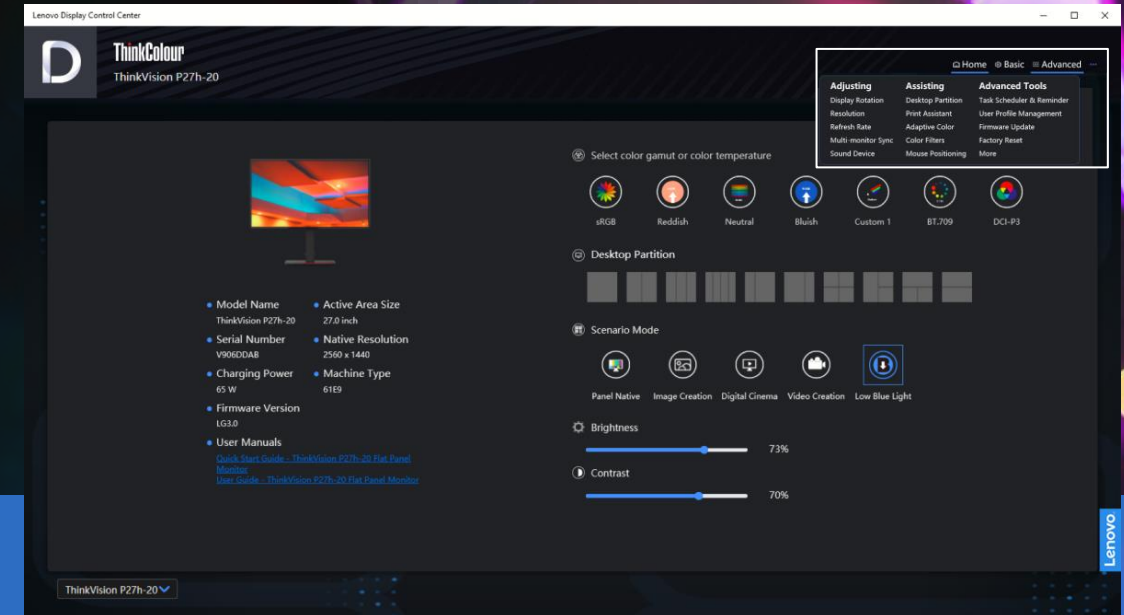 Lenovo Display Control Center
ThinkColour
ThinkVision P27h-20
Home Basic Advanced
Adjusting Assisting Advanced Tools
Display Rotation Desktop Partition Task Scheduler & Reminder
Resolution Print Assistant User Profile Management
Refresh Rate Adaptive Color Firmware Update
Multi-monitor Sync Color Filters Factory Reset
Sound Device Mouse Positioning More
Select color gamut or color temperature
sRGB Reddish Neutral Bluish Custom 1 BT.709 DCI-P3
Desktop Partition
Model Name Active Area Size
ThinkVision P27h-20 27.0 inch
Serial Number Native Resolution
V906DDAB 2560 x 1440
Charging Power Machine Type
65 W 61E9
Firmware Version
LG3.0
User Manuals
Quick Start Guide - ThinkVision P27h-20 Flat Panel
Monitor
User Guide - ThinkVision P27h-20 Flat Panel Monitor
Scenario Mode
Panel Native Image Creation Digital Cinema Video Creation Low Blue Light
Brightness
73%
Contrast
70%
Lenovo
ThinkVision P27h-20